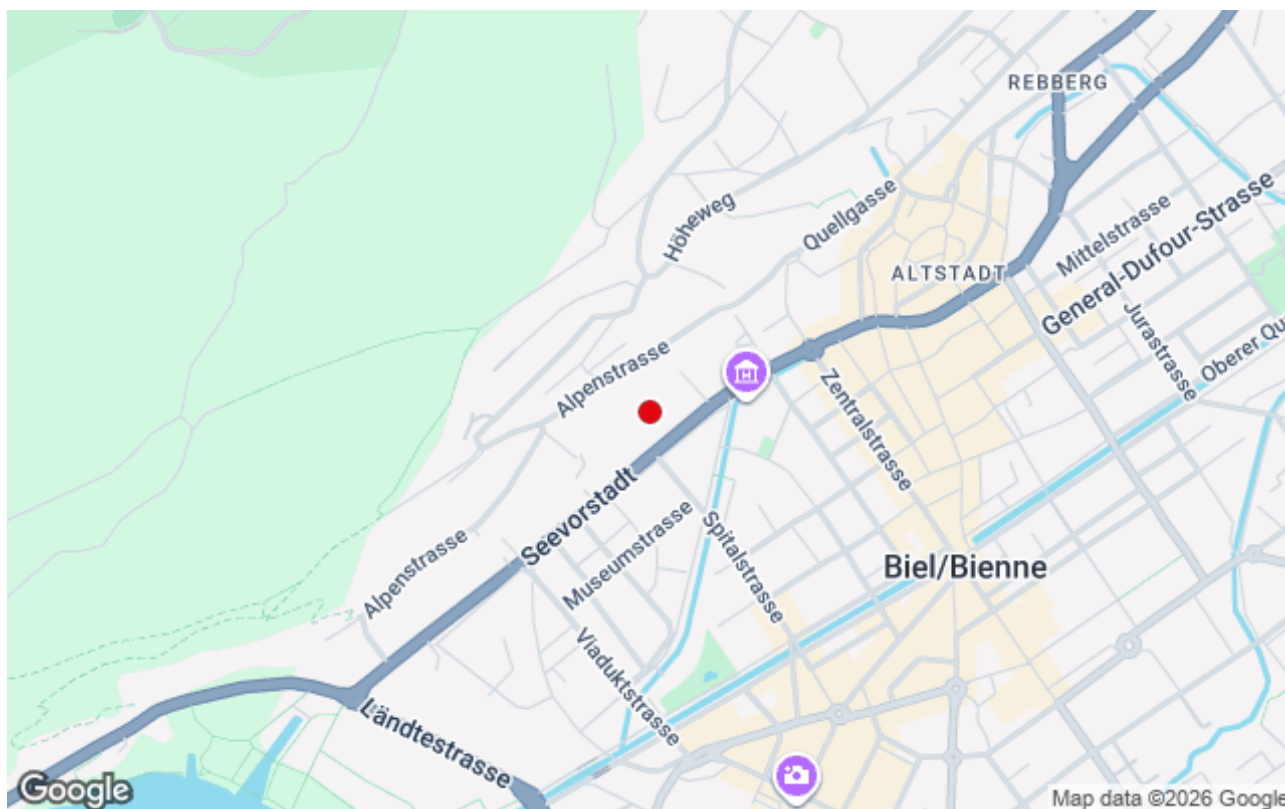 REBBERG
Höheweg
Quellgasse
Mittelstrasse
ALTSTADT
General-Dufour-Strasse
Jurastrasse
Oberer Qu
Alpenstrasse
Zentralstrasse
Seevorstadt
Museumstrasse
Spitalstrasse
Biel/Bienne
Alpenstrasse
Viaduktstrasse
Ländtestrasse
Google
Map data ©2026 Google